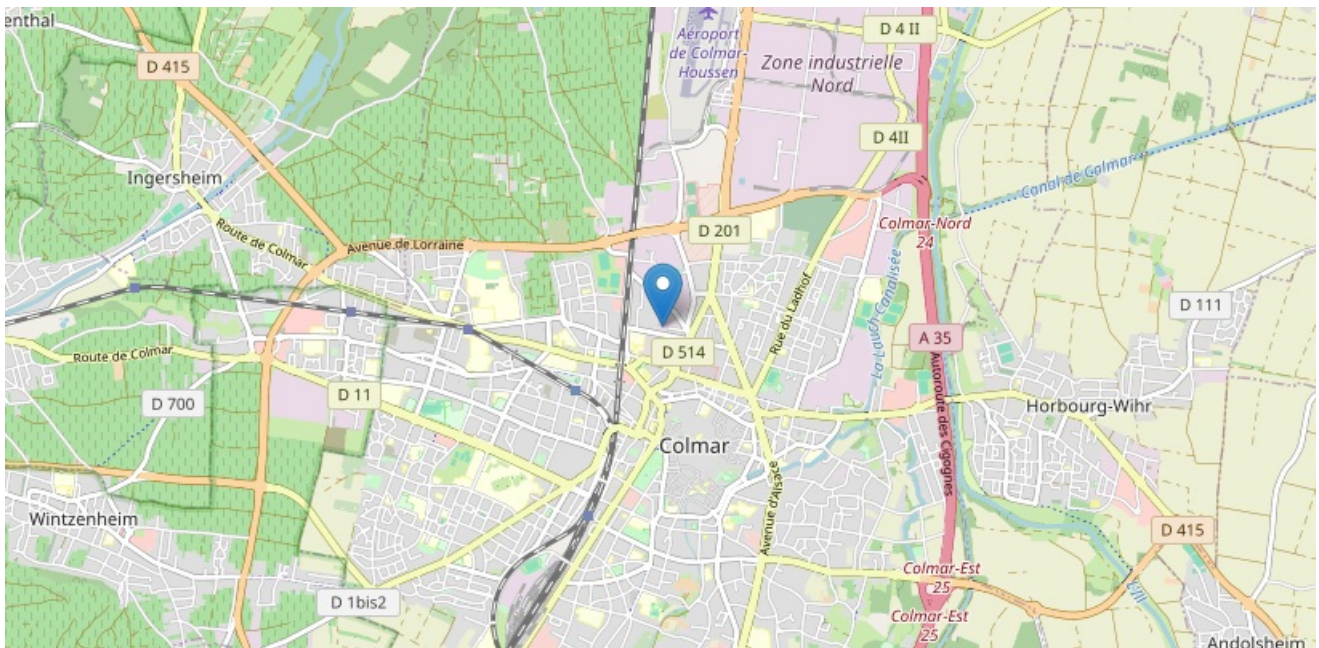 enthal
D 415
Aéroport
de Colmar-
Houssen
Zone industrielle
Nord
D 4 II
D 4II
Ingersheim
Canal de Colmar
Route de Colmar
Avenue de Lorraine
D 201
Colmar-Nord
24
Rue du Ladhof
La Lauch Canalisée
D 111
A 35
Route de Colmar
D 514
D 700
D 11
Autoroute des Cigognes
Horbourg-Wihr
Colmar
Avenue d'Alsace
Wintzenheim
D 415
Colmar-Est
25
L'Ill
D 1bis2
Colmar-Est
25
Andolsheim